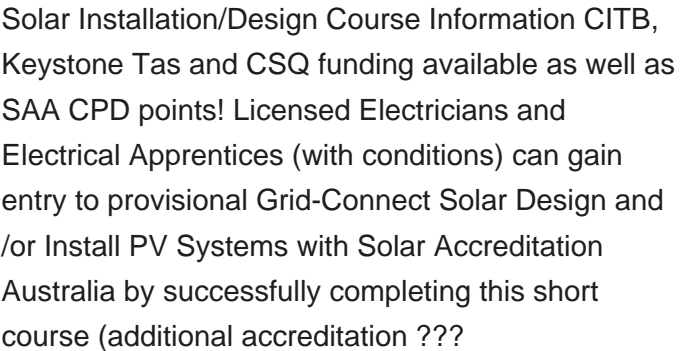 Solar Installation/Design Course Information CITB,
Keystone Tas and CSQ funding available as well as
SAA CPD points! Licensed Electricians and
Electrical Apprentices (with conditions) can gain
entry to provisional Grid-Connect Solar Design and
/or Install PV Systems with Solar Accreditation
Australia by successfully completing this short
course (additional accreditation ???